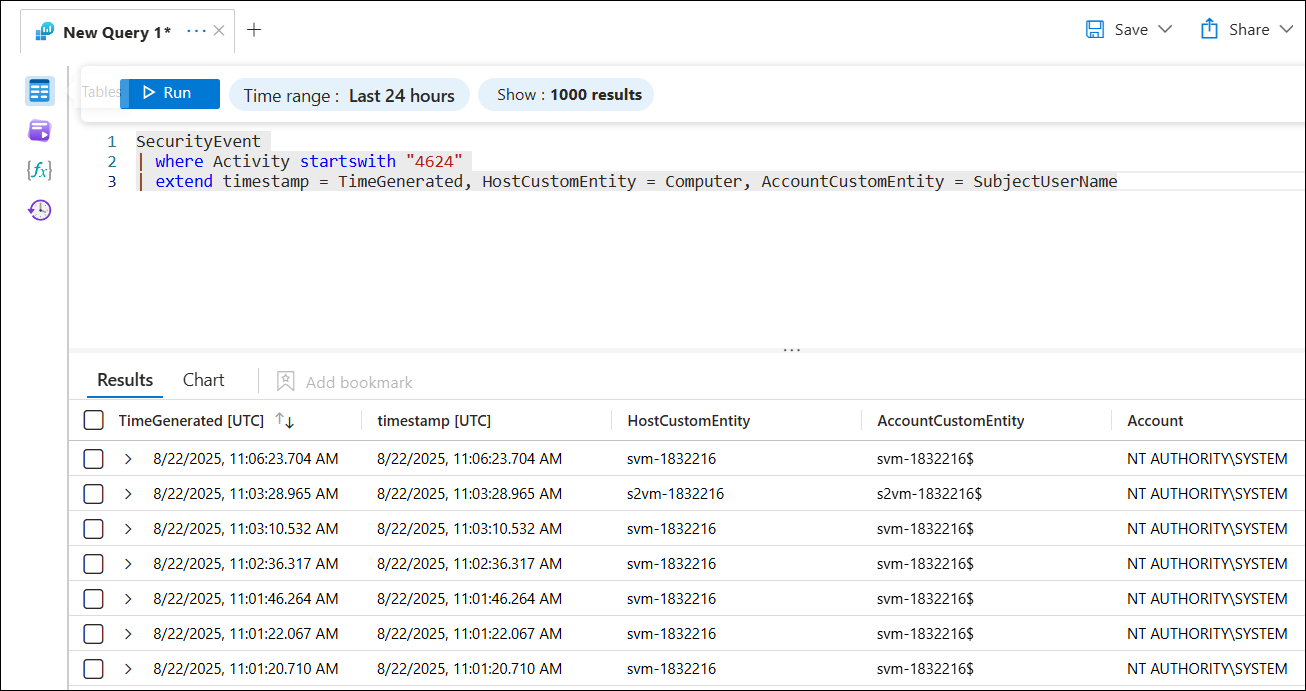 New Query 1* ··· ×  +
Save  Share
Tables  Run  Time range : Last 24 hours  Show : 1000 results
1  SecurityEvent
2  | where Activity startswith "4624"
3  | extend timestamp = TimeGenerated, HostCustomEntity = Computer, AccountCustomEntity = SubjectUserName
{fx}
...
Results  Chart  Add bookmark
TimeGenerated [UTC] ↑↓  timestamp [UTC]  HostCustomEntity  AccountCustomEntity  Account
> 8/22/2025, 11:06:23.704 AM  8/22/2025, 11:06:23.704 AM  svm-1832216  svm-1832216$  NT AUTHORITY\SYSTEM
> 8/22/2025, 11:03:28.965 AM  8/22/2025, 11:03:28.965 AM  s2vm-1832216  s2vm-1832216$  NT AUTHORITY\SYSTEM
> 8/22/2025, 11:03:10.532 AM  8/22/2025, 11:03:10.532 AM  svm-1832216  svm-1832216$  NT AUTHORITY\SYSTEM
> 8/22/2025, 11:02:36.317 AM  8/22/2025, 11:02:36.317 AM  svm-1832216  svm-1832216$  NT AUTHORITY\SYSTEM
> 8/22/2025, 11:01:46.264 AM  8/22/2025, 11:01:46.264 AM  svm-1832216  svm-1832216$  NT AUTHORITY\SYSTEM
> 8/22/2025, 11:01:22.067 AM  8/22/2025, 11:01:22.067 AM  svm-1832216  svm-1832216$  NT AUTHORITY\SYSTEM
> 8/22/2025, 11:01:20.710 AM  8/22/2025, 11:01:20.710 AM  svm-1832216  svm-1832216$  NT AUTHORITY\SYSTEM